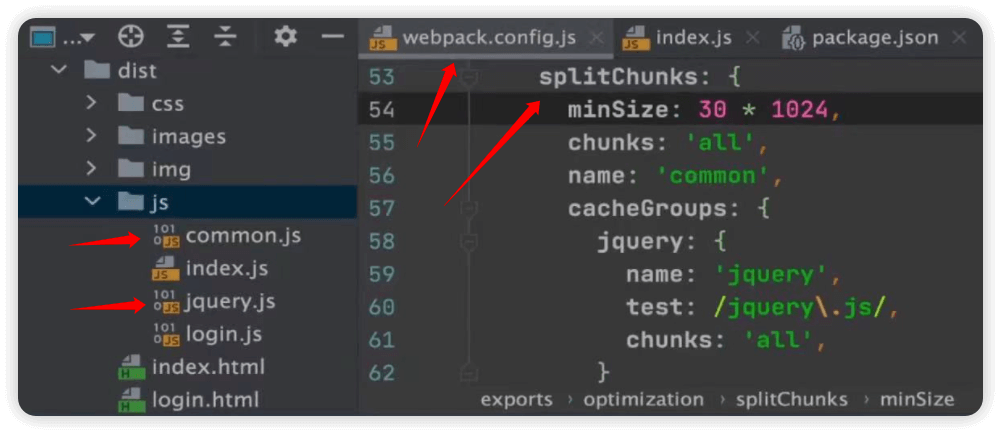 ...
webpack.config.js
index.js
package.json
dist
css
images
img
js
common.js
index.js
jquery.js
login.js
index.html
login.html
53 splitChunks: {
54 minSize: 30 * 1024,
55 chunks: 'all',
56 name: 'common',
57 cacheGroups: {
58 jquery: {
59 name: 'jquery',
60 test: /jquery\.js/,
61 chunks: 'all',
62 }
exports › optimization › splitChunks › minSize